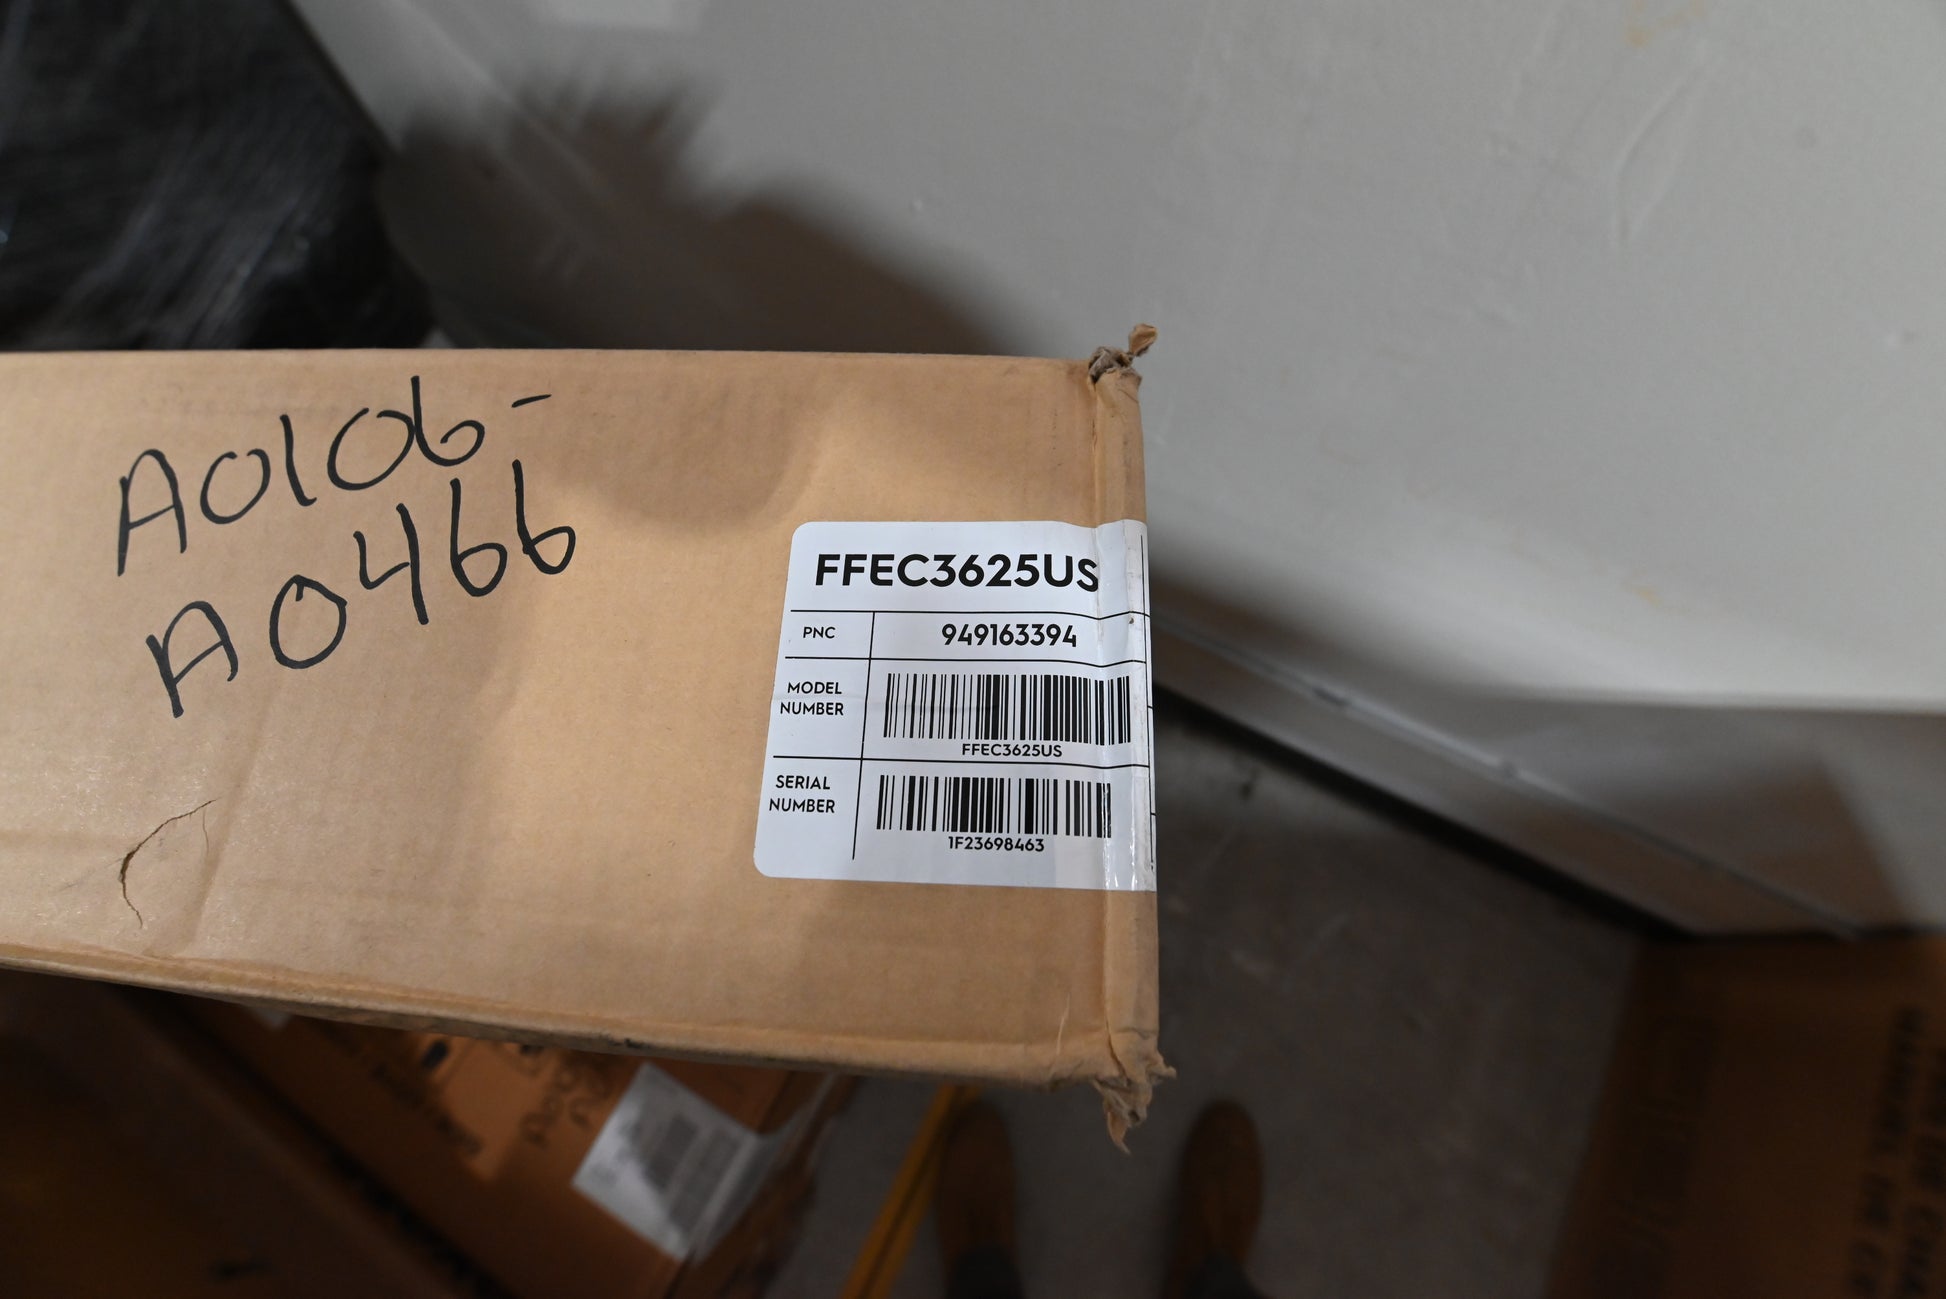 A0106-
A0466
FFEC3625US
PNC 949163394
MODEL NUMBER
FFEC3625US
SERIAL NUMBER
1F23698463